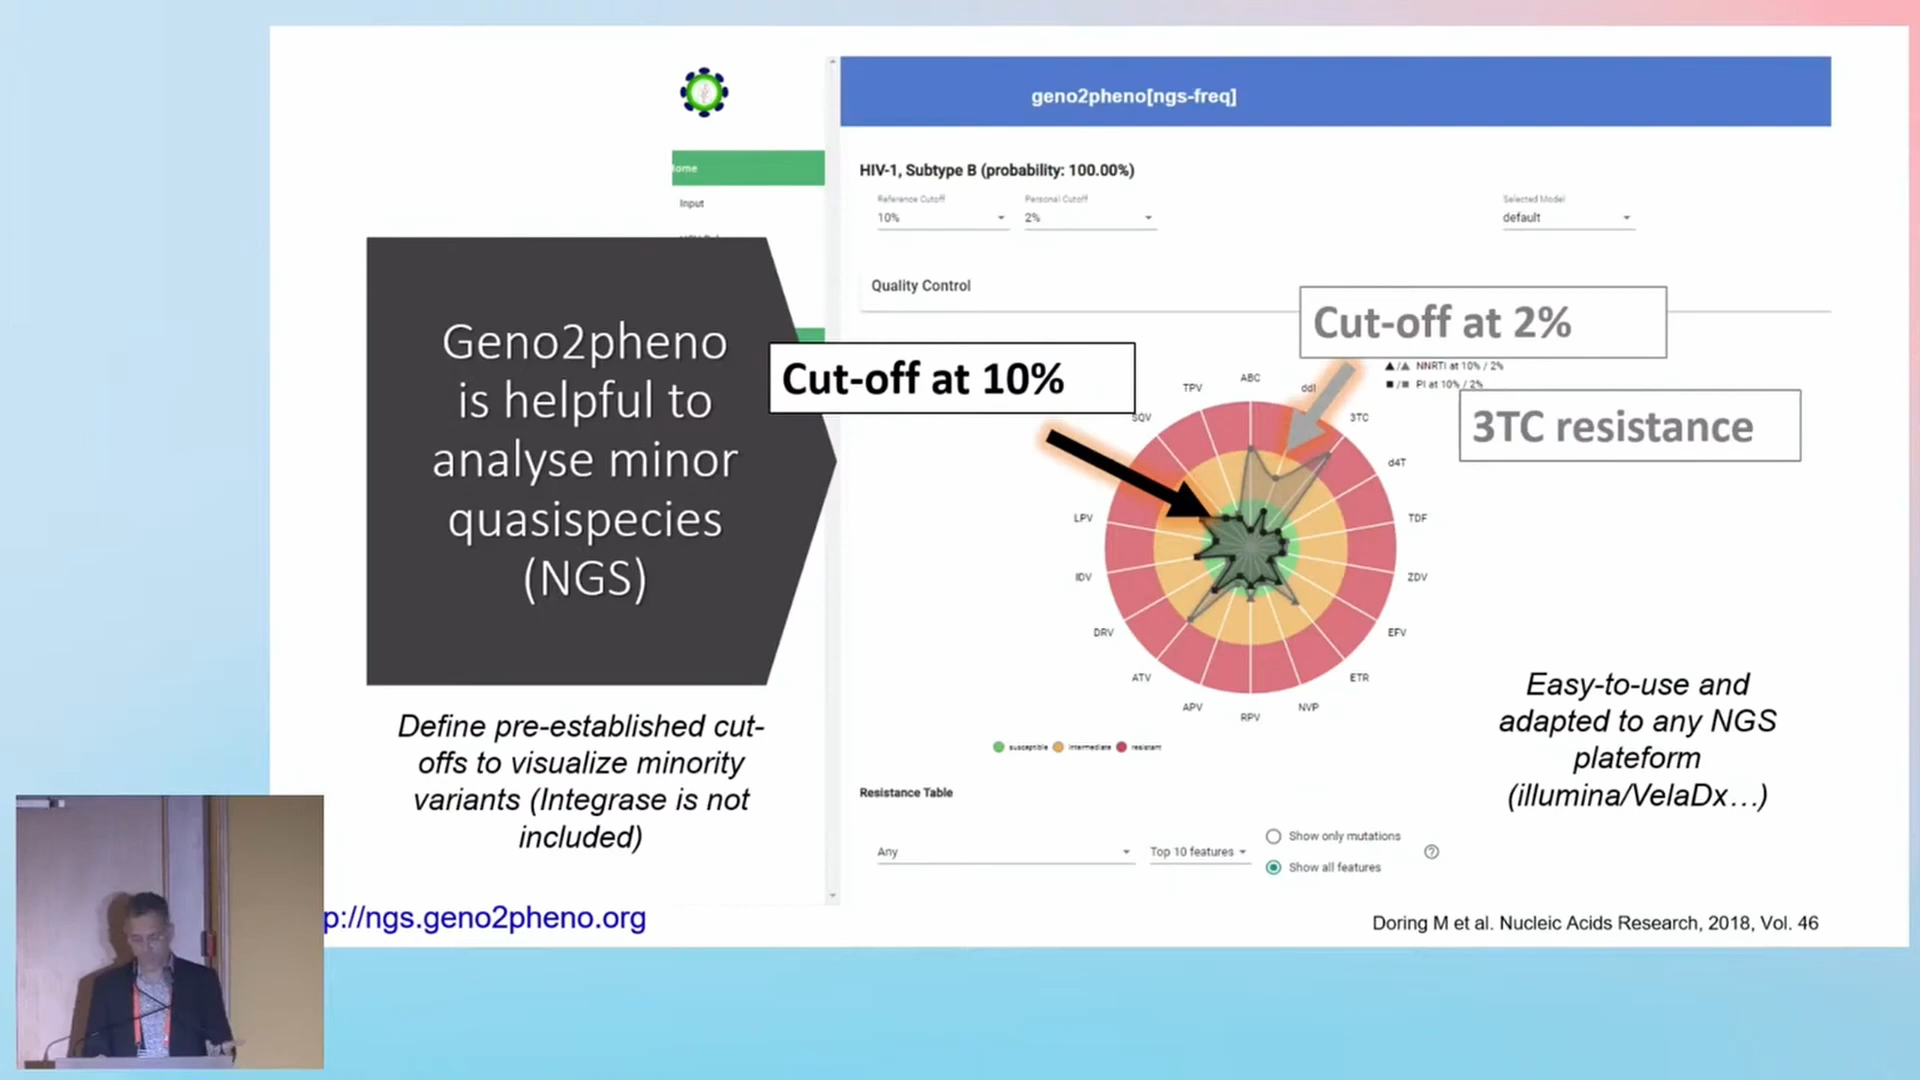 geno2pheno[ngs-freq]
Input
HIV-1, Subtype B (probability: 100.00%)
Reference Cutoff
Personal Cutoff
Selected Model
10%
2%
default
Quality Control
Geno2pheno
is helpful to
analyse minor
quasispecies
(NGS)
Cut-off at 10%
Cut-off at 2%
3TC resistance
NNRTI at 10% / 2%
PI at 10% / 2%
ABC
ddI
3TC
d4T
TDF
ZDV
EFV
ETR
NVP
RPV
APV
ATV
DRV
IDV
LPV
SQV
TPV
susceptible
intermediate
resistant
Define pre-established cut-
offs to visualize minority
variants (Integrase is not
included)
Easy-to-use and
adapted to any NGS
plateform
(illumina/VelaDx…)
Resistance Table
Any
Top 10 features
Show only mutations
Show all features
p://ngs.geno2pheno.org
Doring M et al. Nucleic Acids Research, 2018, Vol. 46